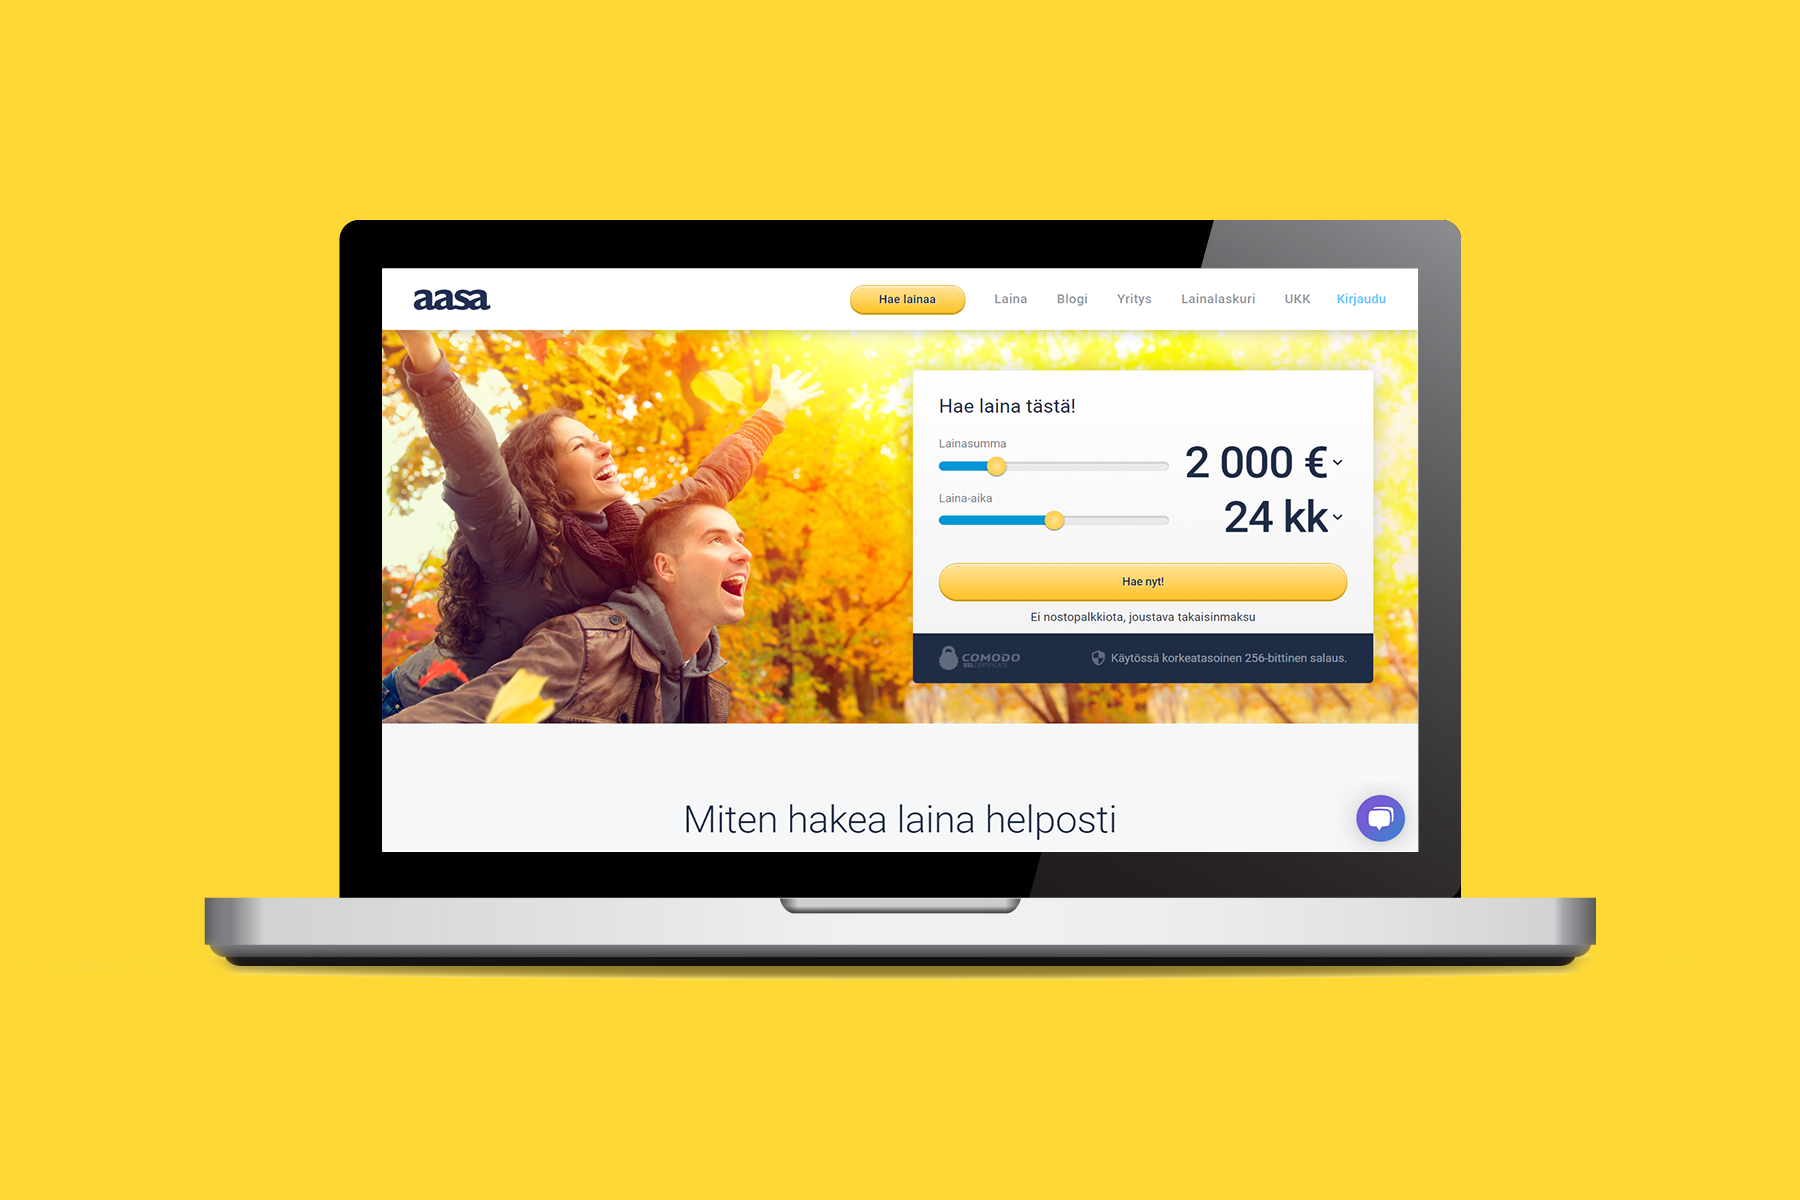 aasa
Hae lainaa
Laina
Blogi
Yritys
Lainalaskuri
UKK
Kirjaudu
Hae laina tästä!
Lainasumma
2 000 €
Laina-aika
24 kk
Hae nyt!
Ei nostopalkkiota, joustava takaisinmaksu
COMODO
SSL CERTIFICATE
Käytössä korkeatasoinen 256-bittinen salaus.
Miten hakea laina helposti